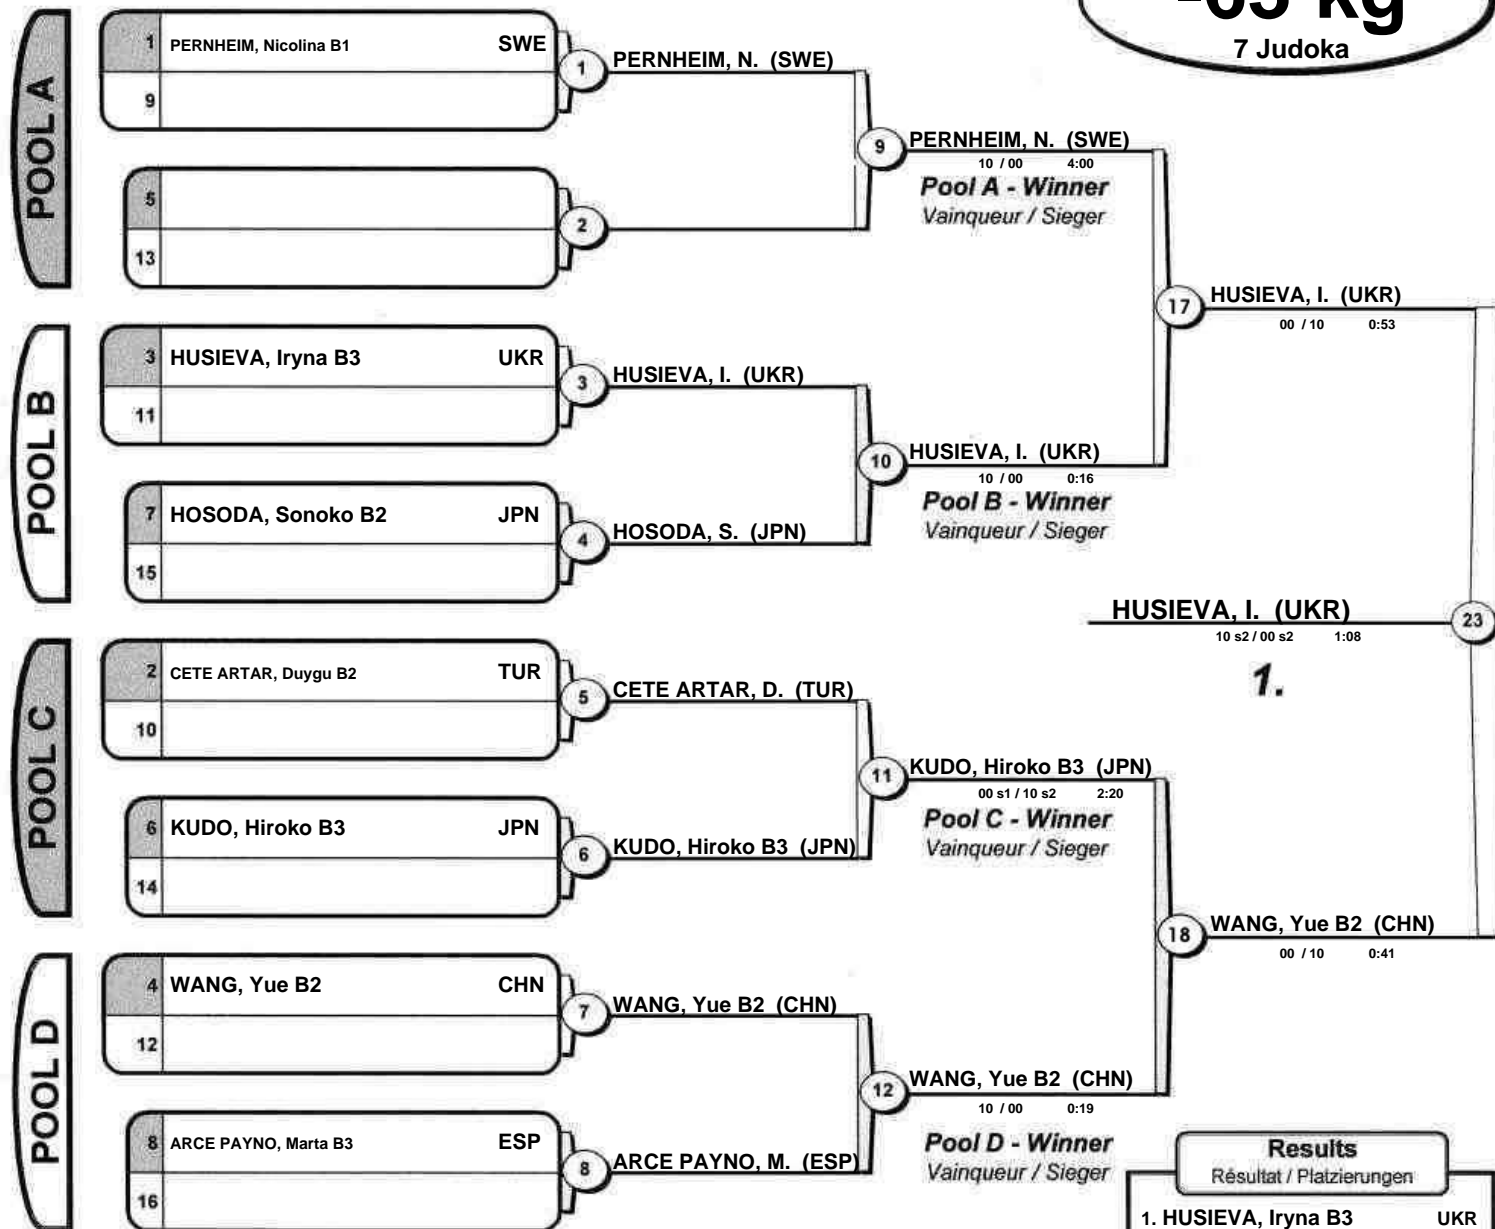 -63 kg
7 Judoka
POOL A
1 PERNHEIM, Nicolina B1 SWE
9
5
13
1 PERNHEIM, N. (SWE)
2
9 PERNHEIM, N. (SWE)
10 / 00 4:00
Pool A - Winner
Vainqueur / Sieger
POOL B
3 HUSIEVA, Iryna B3 UKR
11
7 HOSODA, Sonoko B2 JPN
15
3 HUSIEVA, I. (UKR)
4 HOSODA, S. (JPN)
10 HUSIEVA, I. (UKR)
10 / 00 0:16
Pool B - Winner
Vainqueur / Sieger
17 HUSIEVA, I. (UKR)
00 / 10 0:53
HUSIEVA, I. (UKR) 23
10 s2 / 00 s2 1:08
1.
POOL C
2 CETE ARTAR, Duygu B2 TUR
10
6 KUDO, Hiroko B3 JPN
14
5 CETE ARTAR, D. (TUR)
6 KUDO, Hiroko B3 (JPN)
11 KUDO, Hiroko B3 (JPN)
00 s1 / 10 s2 2:20
Pool C - Winner
Vainqueur / Sieger
18 WANG, Yue B2 (CHN)
00 / 10 0:41
POOL D
4 WANG, Yue B2 CHN
12
8 ARCE PAYNO, Marta B3 ESP
16
7 WANG, Yue B2 (CHN)
8 ARCE PAYNO, M. (ESP)
12 WANG, Yue B2 (CHN)
10 / 00 0:19
Pool D - Winner
Vainqueur / Sieger
Results
Résultat / Platzierungen
1. HUSIEVA, Iryna B3 UKR